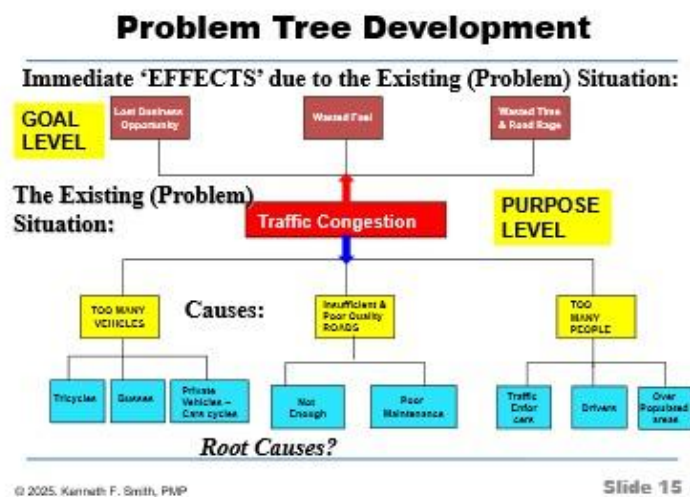 Problem Tree Development
Immediate ‘EFFECTS’ due to the Existing (Problem) Situation:
GOAL
LEVEL
Lost Business
Opportunity
Wasted Fuel
Wasted Time
& Road Rage
The Existing (Problem)
Situation:
Traffic Congestion
PURPOSE
LEVEL
TOO MANY
VEHICLES
Causes:
Insufficient &
Poor Quality
ROADS
TOO
MANY
PEOPLE
Tricycles
Busses
Private
Vehicles –
Cars cycles
Not
Enough
Poor
Maintenance
Traffic
Enfor
cers
Drivers
Over
Populated
areas
Root Causes?
© 2025. Kenneth F. Smith, PMP
Slide 15